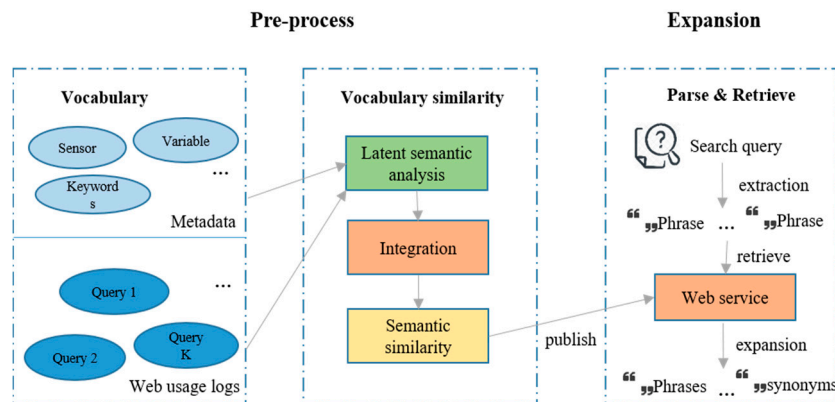 Pre-process
Expansion
Vocabulary
Sensor
Variable
...
Keyword
s
Metadata
Query 1
...
Query 2
Query
K
Web usage logs
Vocabulary similarity
Latent semantic
analysis
Integration
Semantic
similarity
publish
Parse & Retrieve
?
Search query
extraction
“„Phrase ... “„Phrase
retrieve
Web service
expansion
“„Phrases ... “„synonyms